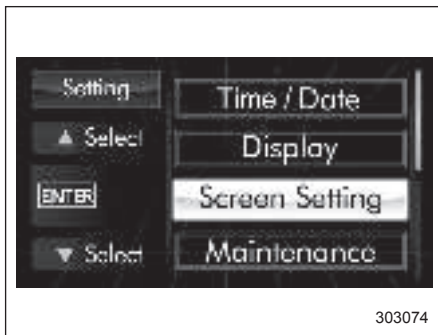 Setting
Time / Date
▲ Select
Display
ENTER
Screen Setting
▼ Select
Maintenance
303074